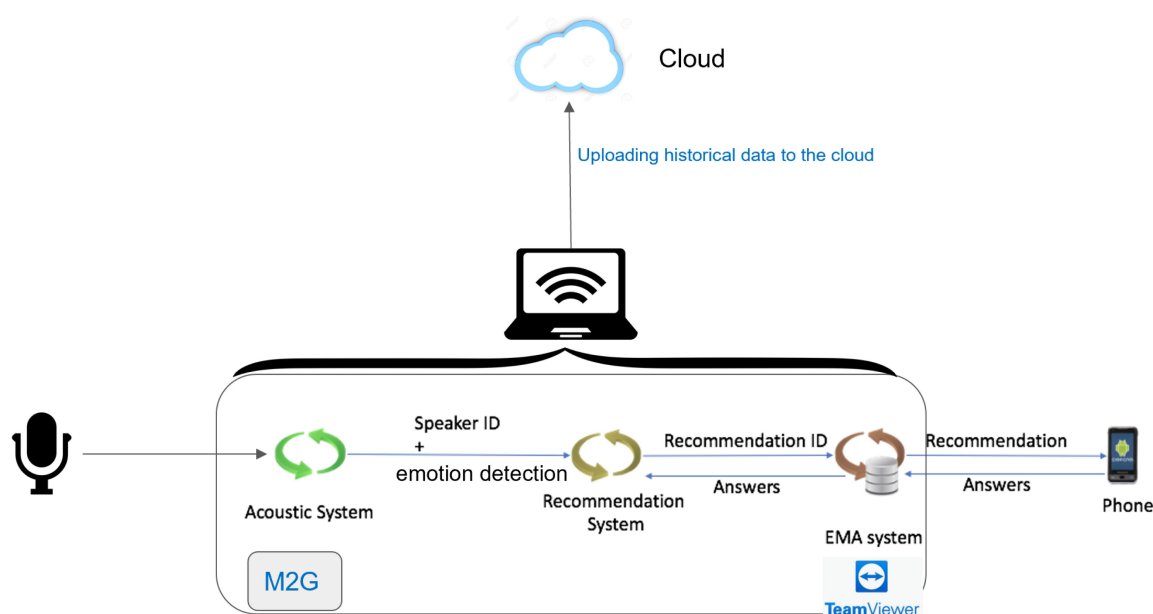 Cloud
Uploading historical data to the cloud
Speaker ID
+
emotion detection
Recommendation ID
Answers
Recommendation
Answers
Acoustic System
Recommendation
System
EMA system
Phone
M2G
TeamViewer